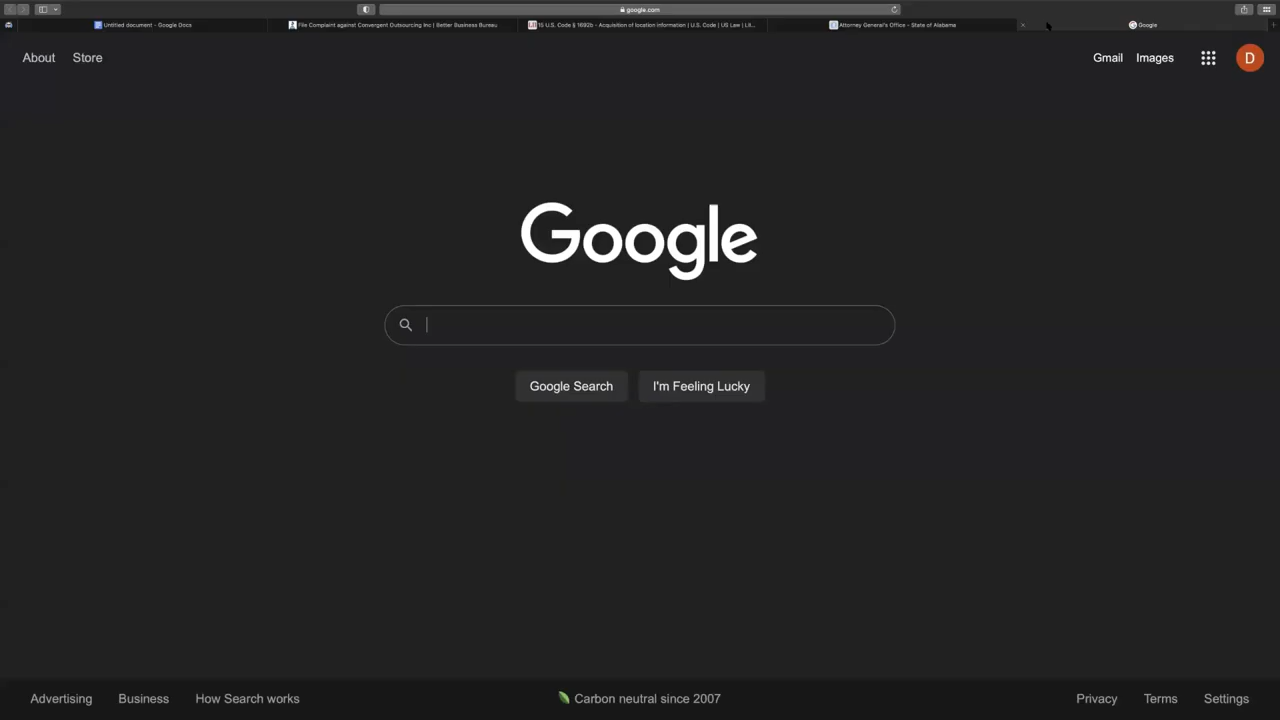 google.com
Untitled document - Google Docs
File Complaint against Convergent Outsourcing Inc | Better Business Bureau
15 U.S. Code § 1692b - Acquisition of location information | U.S. Code | US Law | LII...
Attorney General's Office - State of Alabama
Google
About
Store
Gmail
Images
D
Google
Google Search
I'm Feeling Lucky
Advertising
Business
How Search works
Carbon neutral since 2007
Privacy
Terms
Settings